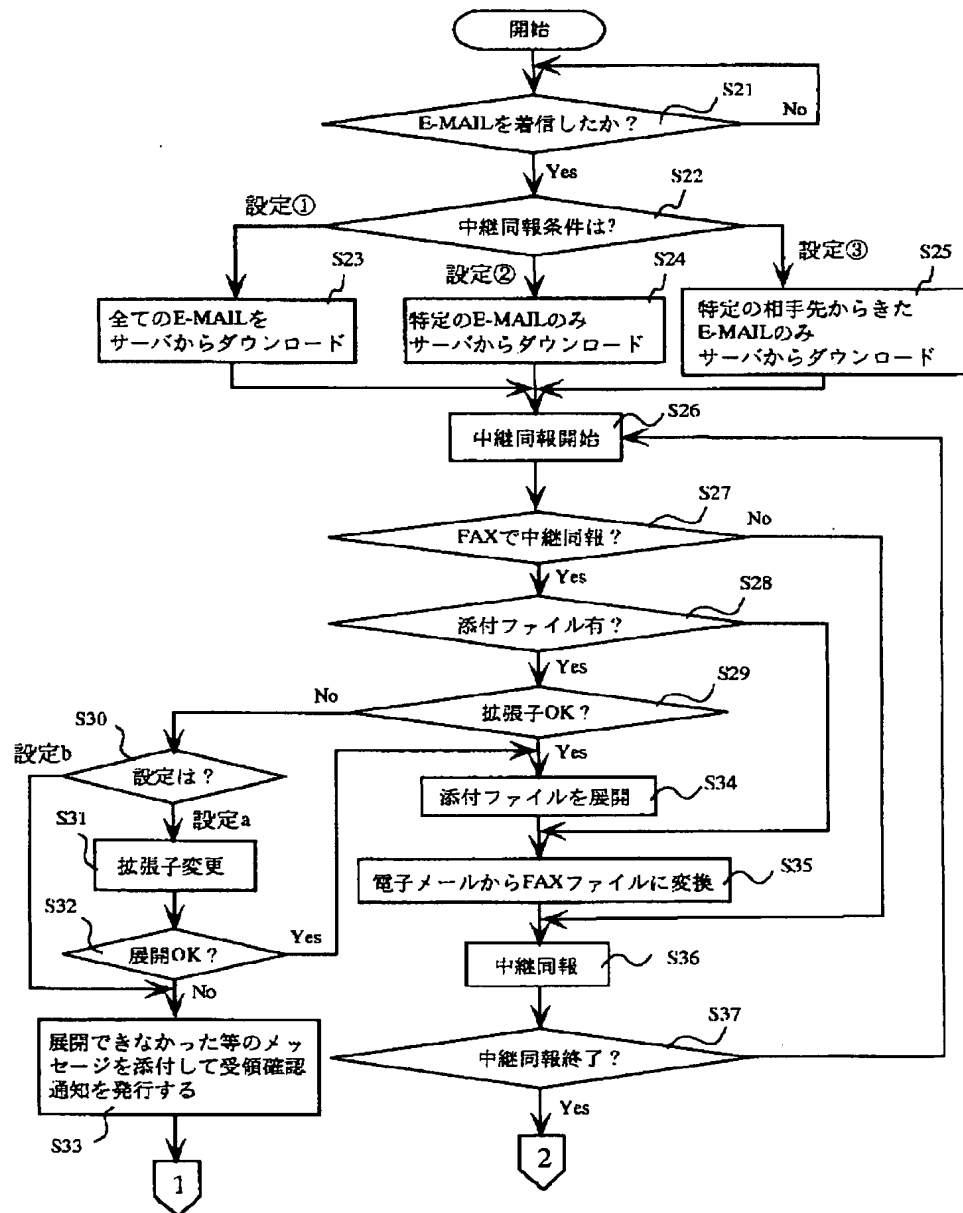 開始
S21
E-MAILを着信したか？
No
Yes
S22
設定①
中継同報条件は?
設定③
S23
設定②
S24
S25
全てのE-MAILを
サーバからダウンロード
特定のE-MAILのみ
サーバからダウンロード
特定の相手先からきた
E-MAILのみ
サーバからダウンロード
S26
中継同報開始
S27
FAXで中継同報？
No
Yes
S28
添付ファイル有？
Yes
S29
No
拡張子OK？
S30
設定b
Yes
設定は？
添付ファイルを展開
S34
設定a
S31
拡張子変更
電子メールからFAXファイルに変換
S35
S32
展開OK？
Yes
中継同報
S36
No
S37
展開できなかった等のメッ
セージを添付して受領確認
通知を発行する
中継同報終了？
S33
Yes
1
2